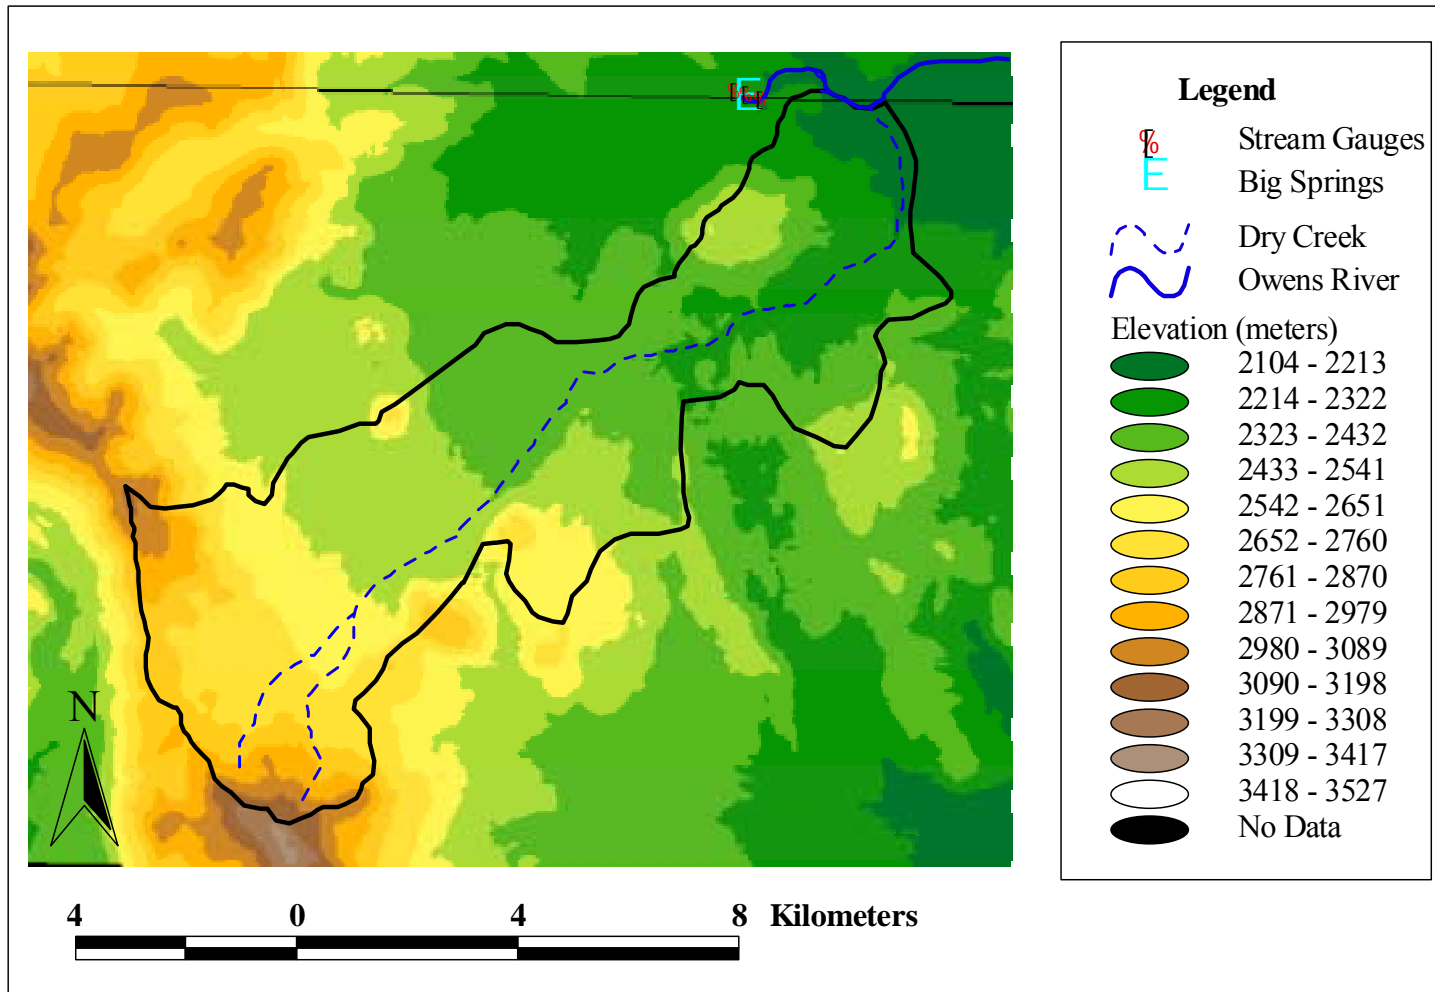 E
N
4 0 4 8 Kilometers
Legend
% Stream Gauges
E Big Springs
Dry Creek
Owens River
Elevation (meters)
2104 - 2213
2214 - 2322
2323 - 2432
2433 - 2541
2542 - 2651
2652 - 2760
2761 - 2870
2871 - 2979
2980 - 3089
3090 - 3198
3199 - 3308
3309 - 3417
3418 - 3527
No Data